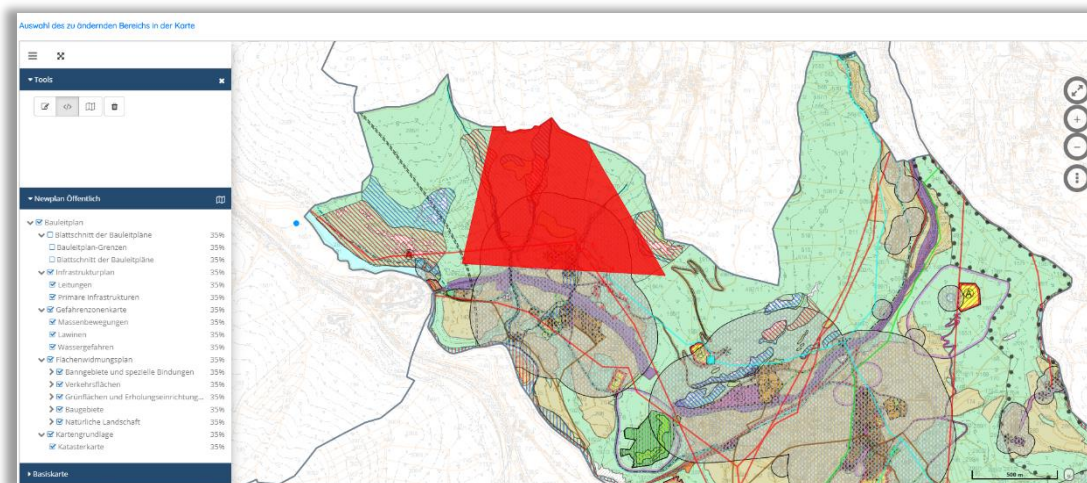 Auswahl des zu ändernden Bereichs in der Karte
Tools
Newplan Öffentlich
Bauleitplan
Blattschnitt der Bauleitpläne 35%
Bauleitplan-Grenzen 35%
Blattschnitt der Bauleitpläne 35%
Infrastrukturplan 35%
Leitungen 35%
Primäre Infrastrukturen 35%
Gefahrenzonenkarte 35%
Massenbewegungen 35%
Lawinen 35%
Wassergefahren 35%
Flächenwidmungsplan 35%
Banngebiete und spezielle Bindungen 35%
Verkehrsflächen 35%
Grünflächen und Erholungseinrichtung... 35%
Baugebiete 35%
Natürliche Landschaft 35%
Kartengrundlage 35%
Katasterkarte 35%
Basiskarte
500 m